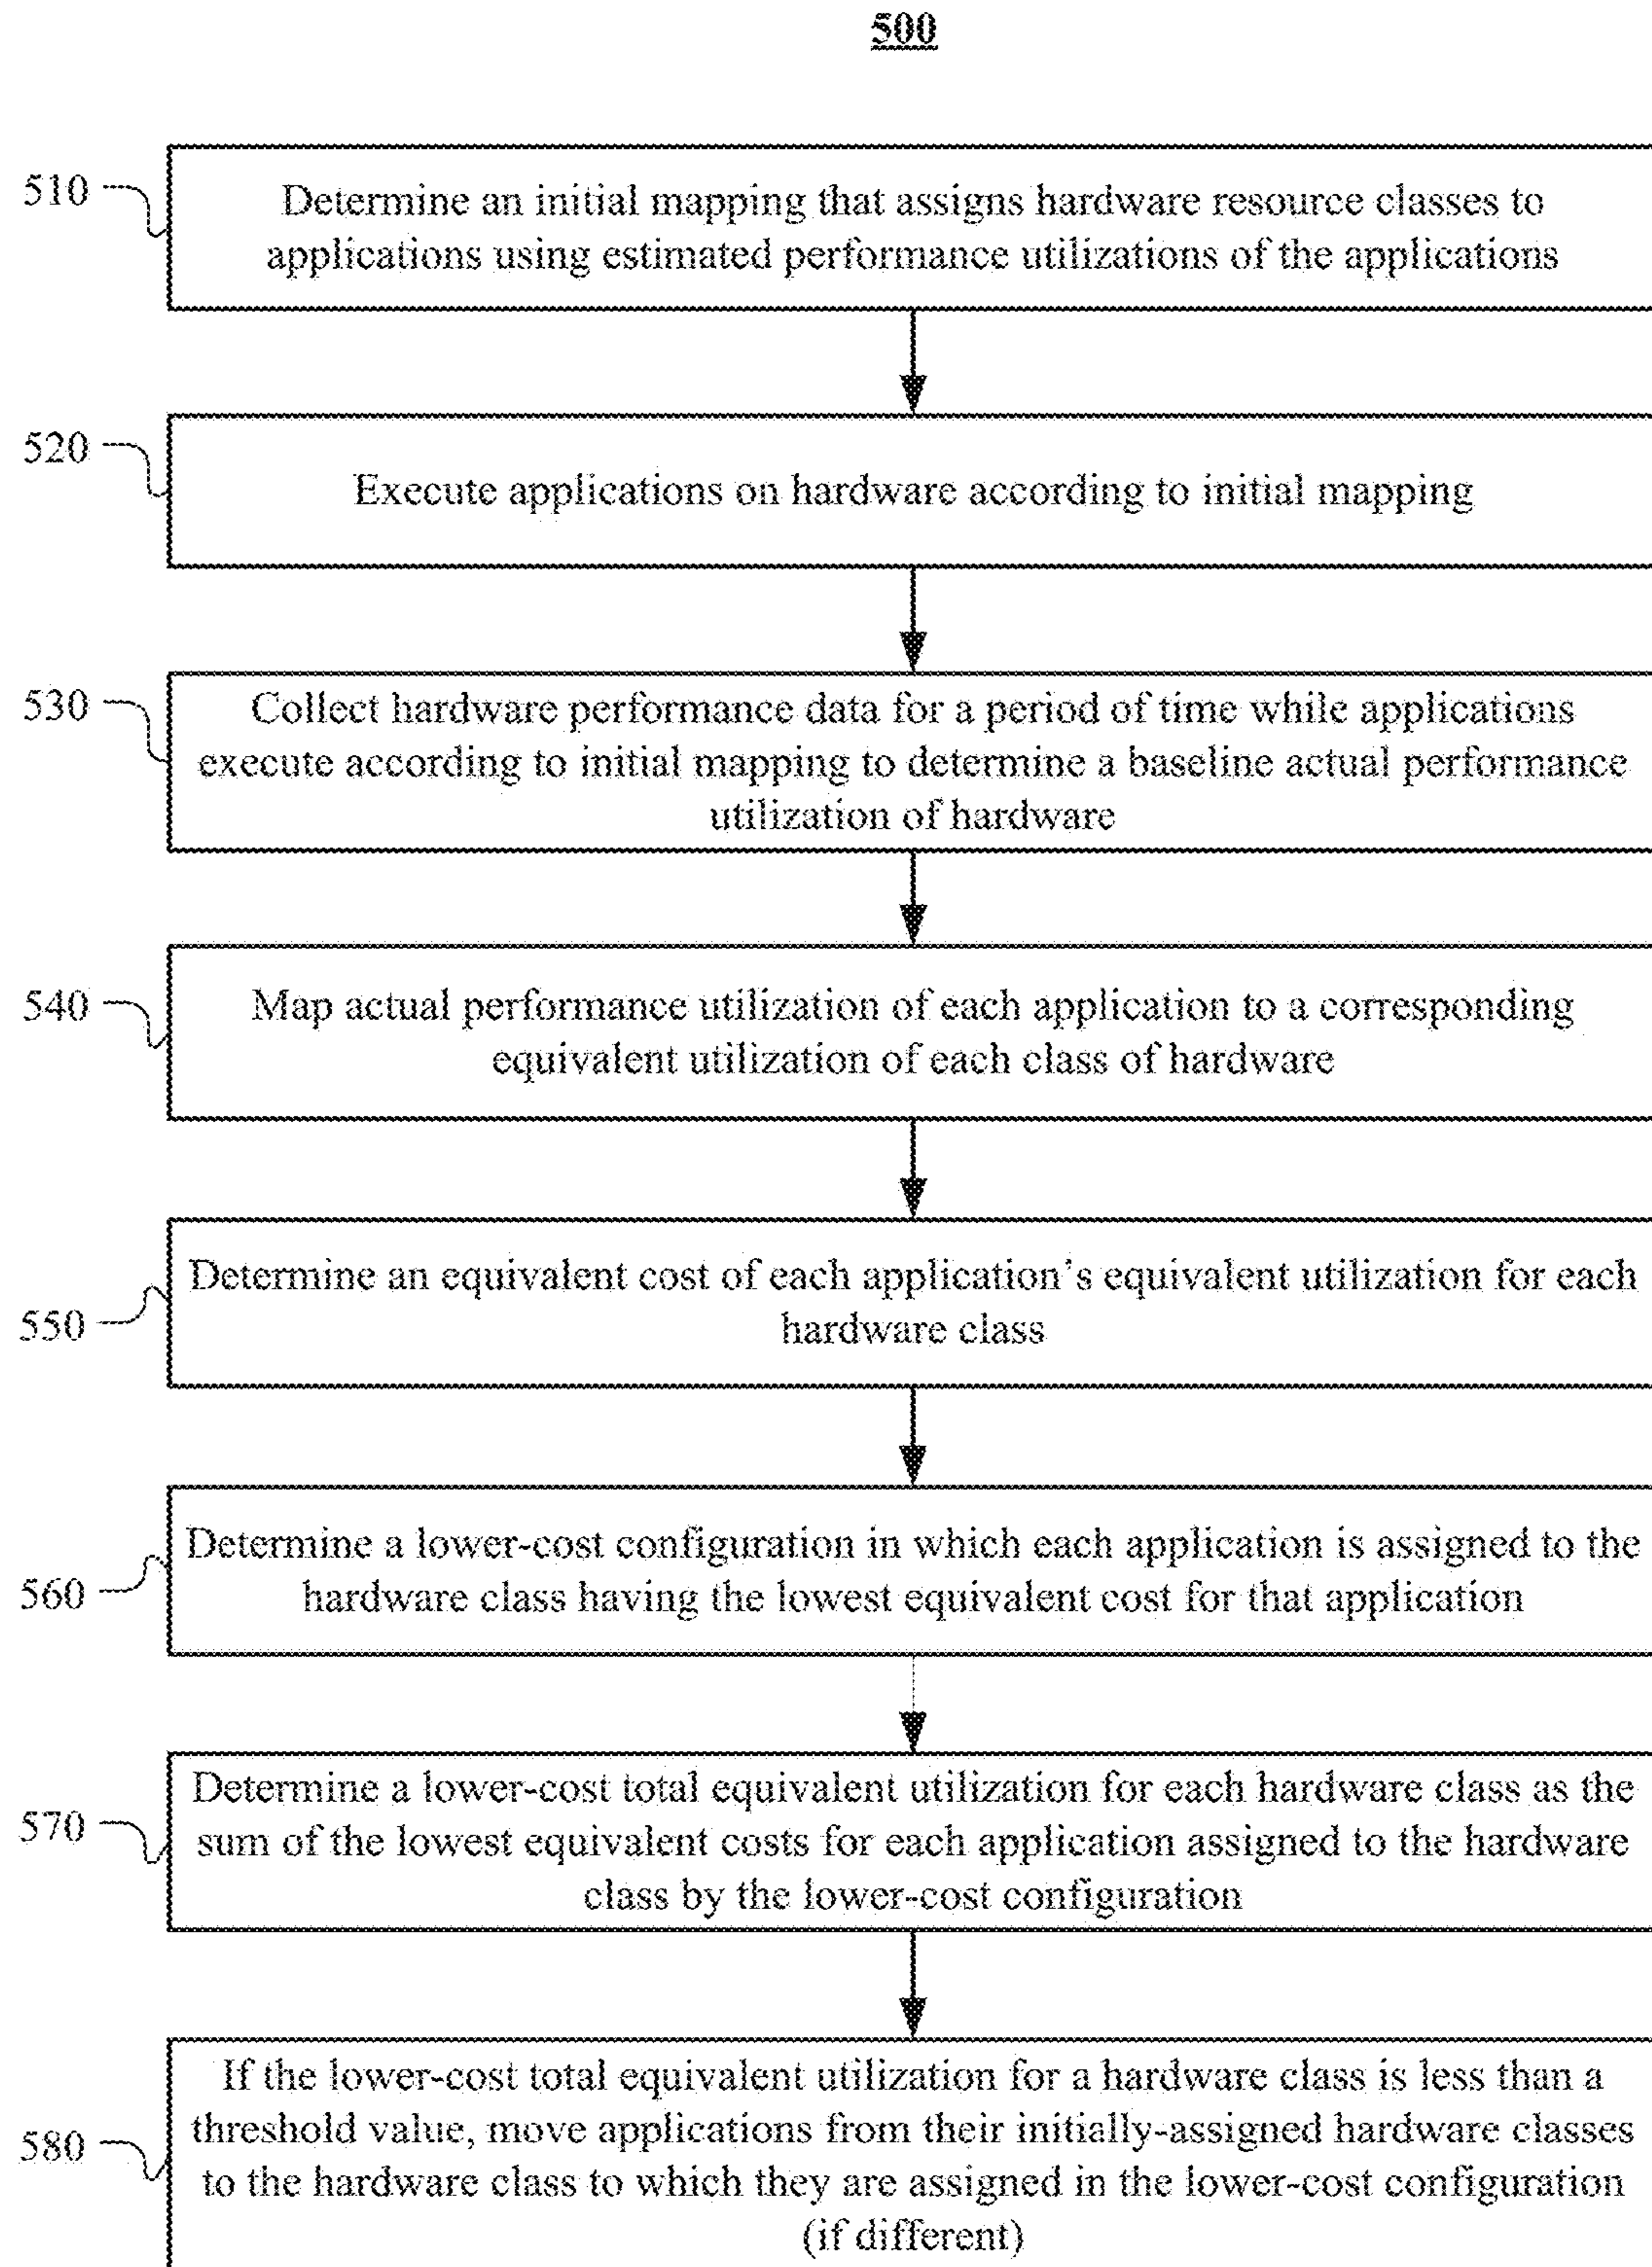 500
510
Determine an initial mapping that assigns hardware resource classes to
applications using estimated performance utilizations of the applications
520
Execute applications on hardware according to initial mapping
530
Collect hardware performance data for a period of time while applications
execute according to initial mapping to determine a baseline actual performance
utilization of hardware
540
Map actual performance utilization of each application to a corresponding
equivalent utilization of each class of hardware
550
Determine an equivalent cost of each application's equivalent utilization for each
hardware class
560
Determine a lower-cost configuration in which each application is assigned to the
hardware class having the lowest equivalent cost for that application
570
Determine a lower-cost total equivalent utilization for each hardware class as the
sum of the lowest equivalent costs for each application assigned to the hardware
class by the lower-cost configuration
580
If the lower-cost total equivalent utilization for a hardware class is less than a
threshold value, move applications from their initially-assigned hardware classes
to the hardware class to which they are assigned in the lower-cost configuration
(if different)